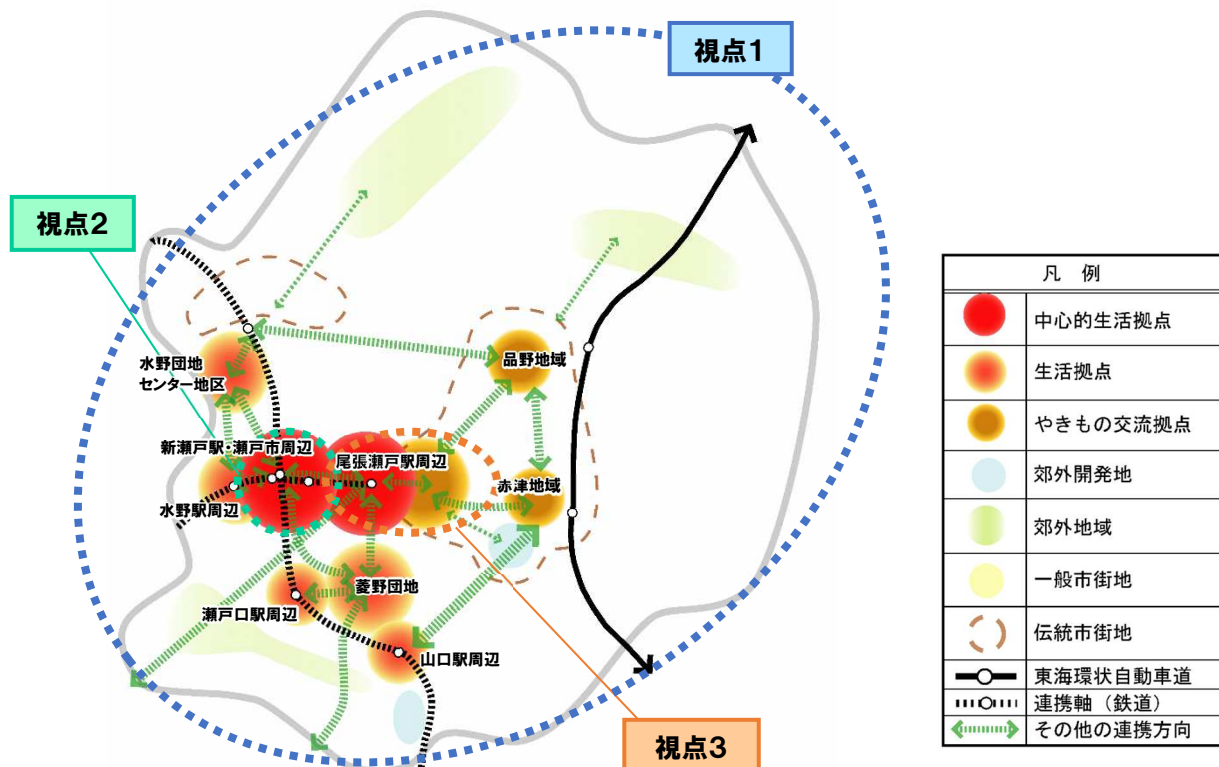 視点1
視点2
水野団地
センター地区
品野地域
新瀬戸駅・瀬戸市周辺
尾張瀬戸駅周辺
赤津地域
水野駅周辺
菱野団地
瀬戸口駅周辺
山口駅周辺
視点3
凡 例
中心的生活拠点
生活拠点
やきもの交流拠点
郊外開発地
郊外地域
一般市街地
伝統市街地
東海環状自動車道
連携軸（鉄道）
その他の連携方向